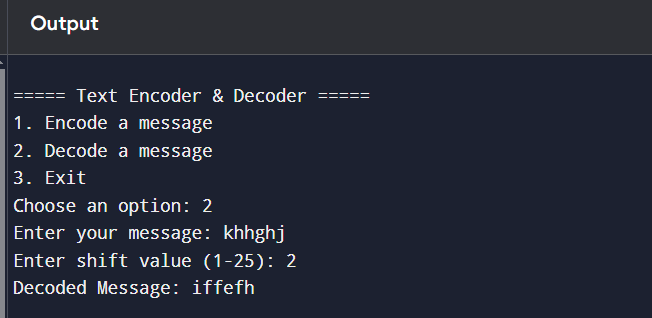 Output
===== Text Encoder & Decoder =====
1. Encode a message
2. Decode a message
3. Exit
Choose an option: 2
Enter your message: khhghj
Enter shift value (1-25): 2
Decoded Message: iffefh